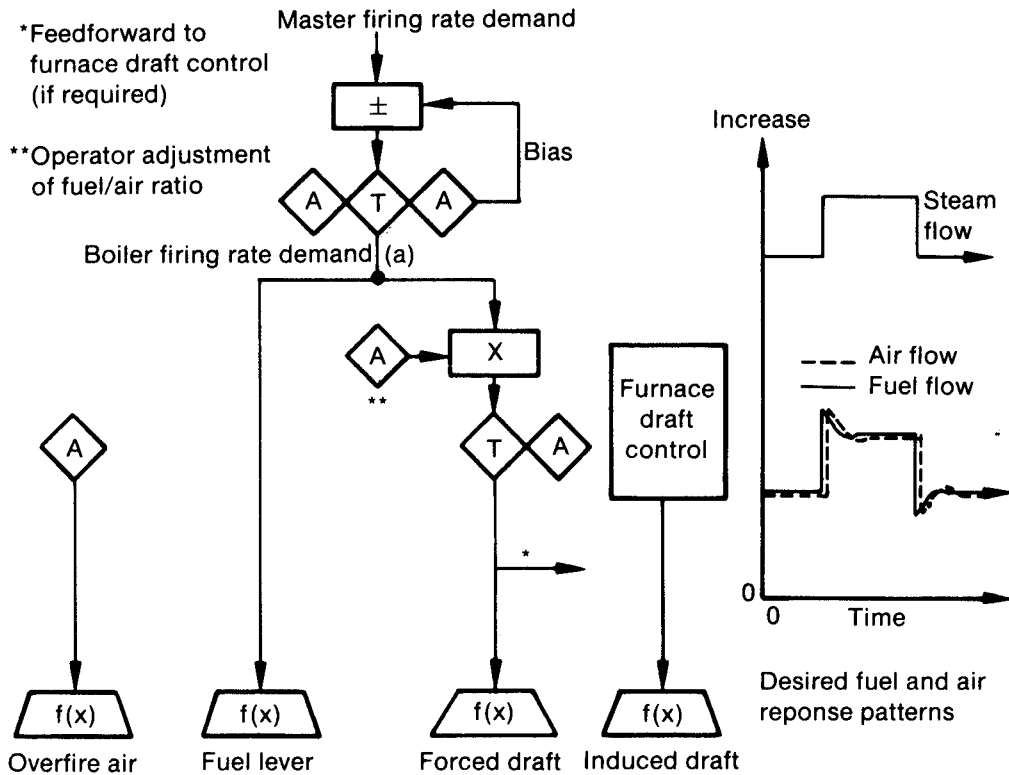 *Feedforward to
furnace draft control
(if required)
**Operator adjustment
of fuel/air ratio
Master firing rate demand
±
Bias
A
T
A
Boiler firing rate demand (a)
A
**
X
T
A
A
Furnace
draft
control
*
f(x)
f(x)
f(x)
f(x)
Overfire air
Fuel lever
Forced draft
Induced draft
Increase
Steam
flow
Air flow
Fuel flow
0
0
Time
Desired fuel and air
reponse patterns